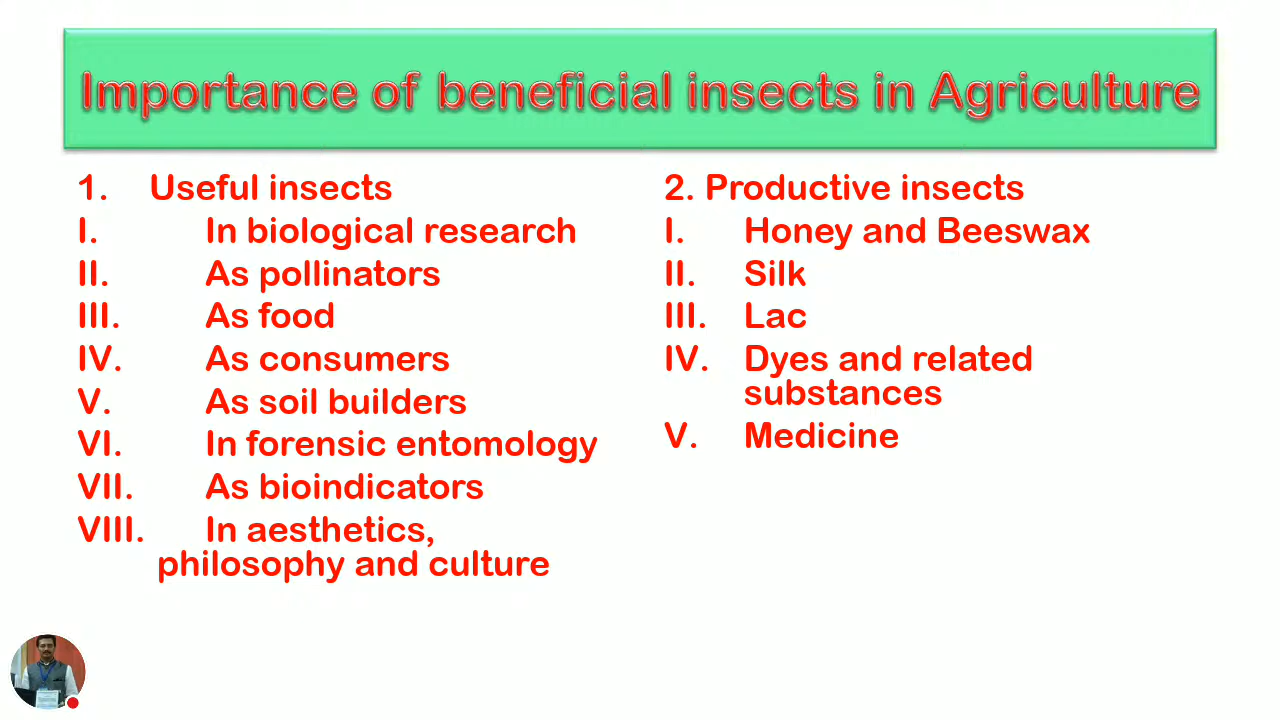 Importance of beneficial insects in Agriculture
1. Useful insects
I. In biological research
II. As pollinators
III. As food
IV. As consumers
V. As soil builders
VI. In forensic entomology
VII. As bioindicators
VIII. In aesthetics,
philosophy and culture
2. Productive insects
I. Honey and Beeswax
II. Silk
III. Lac
IV. Dyes and related
substances
V. Medicine